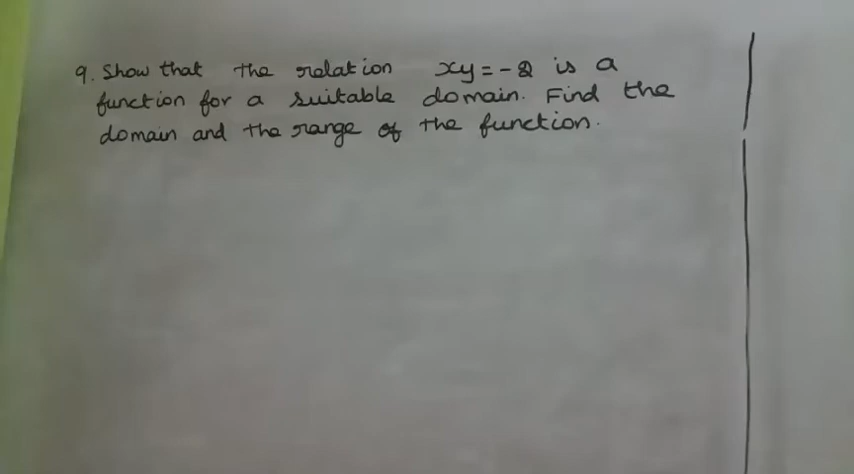 9. Show that the relation xy = -2 is a
function for a suitable domain. Find the
domain and the range of the function.